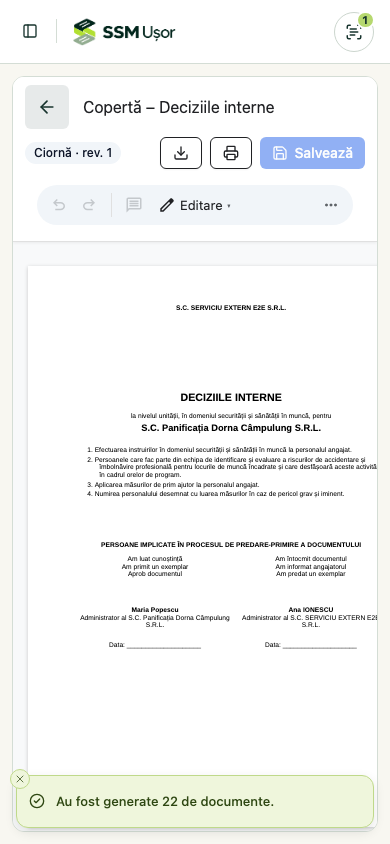 SSM Ușor
1
Copertă – Deciziile interne
Ciornă · rev. 1
Salvează
Editare
S.C. SERVICIU EXTERN E2E S.R.L.
DECIZIILE INTERNE
la nivelul unității, în domeniul securității și sănătății în muncă, pentru
S.C. Panificația Dorna Câmpulung S.R.L.
1. Efectuarea instruirilor în domeniul securității și sănătății în muncă la personalul angajat.
2. Persoanele care fac parte din echipa de identificare și evaluare a riscurilor de accidentare și
îmbolnăvire profesională pentru locurile de muncă încadrate și care desfășoară aceste activită
în cadrul orelor de program.
3. Aplicarea măsurilor de prim ajutor la personalul angajat.
4. Numirea personalului desemnat cu luarea măsurilor în caz de pericol grav și iminent.
PERSOANE IMPLICATE ÎN PROCESUL DE PREDARE-PRIMIRE A DOCUMENTULUI
Am luat cunoștință
Am primit un exemplar
Aprob documentul
Am întocmit documentul
Am informat angajatorul
Am predat un exemplar
Maria Popescu
Administrator al S.C. Panificația Dorna Câmpulung
S.R.L.
Ana IONESCU
Administrator al S.C. SERVICIU EXTERN E2E
S.R.L.
Data: ____________________
Data: ____________________
Au fost generate 22 de documente.